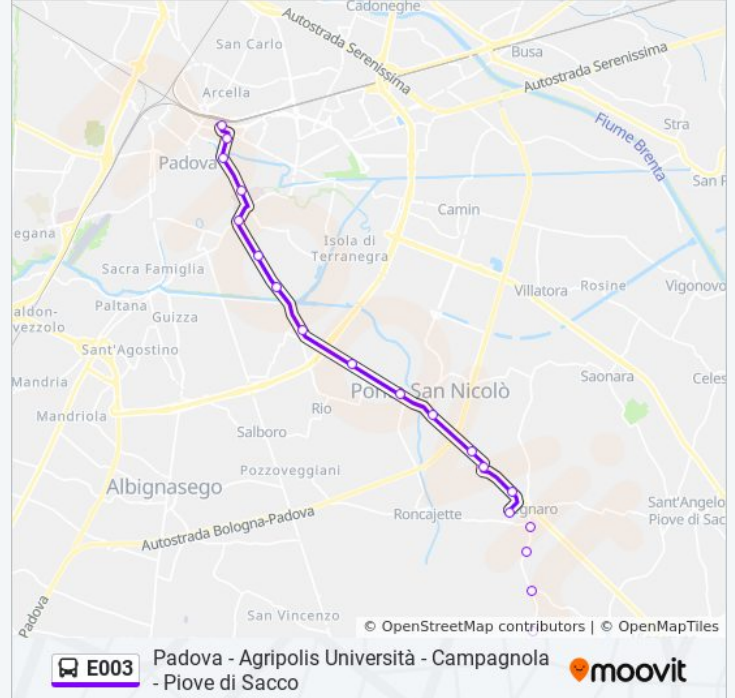 Cadoneghe
Autostrada Serenissima
San Carlo
Busa
Autostrada Serenissima
Arcella
Fiume Brenta
Stra
Padova
San P
Camin
egana
Isola di
Terranegra
Sacra Famiglia
Villatora
Rosine
Vigonovo
Paltana
aldon-
vezzolo
Guizza
Sant'Agostino
Mandria
Saonara
Celes
San Nicolò
Rio
Mandriola
Salboro
Pozzoveggiani
Albignasego
Roncajette
gnaro
Sant'Angelo
Piove di Sac
Autostrada Bologna-Padova
Padova
San Vincenzo
© OpenStreetMap contributors | © OpenMapTiles
E003
Padova - Agripolis Università - Campagnola
- Piove di Sacco
moovit